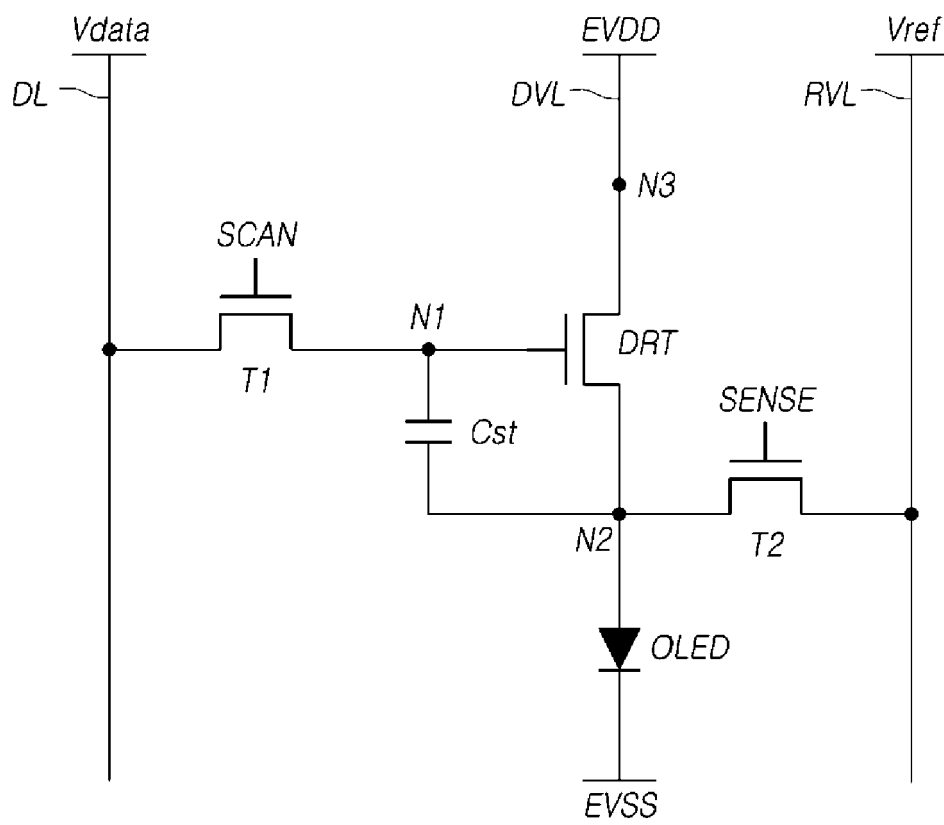 Vdata
EVDD
Vref
DL
DVL
RVL
N3
SCAN
N1
DRT
T1
SENSE
Cst
N2
T2
OLED
EVSS